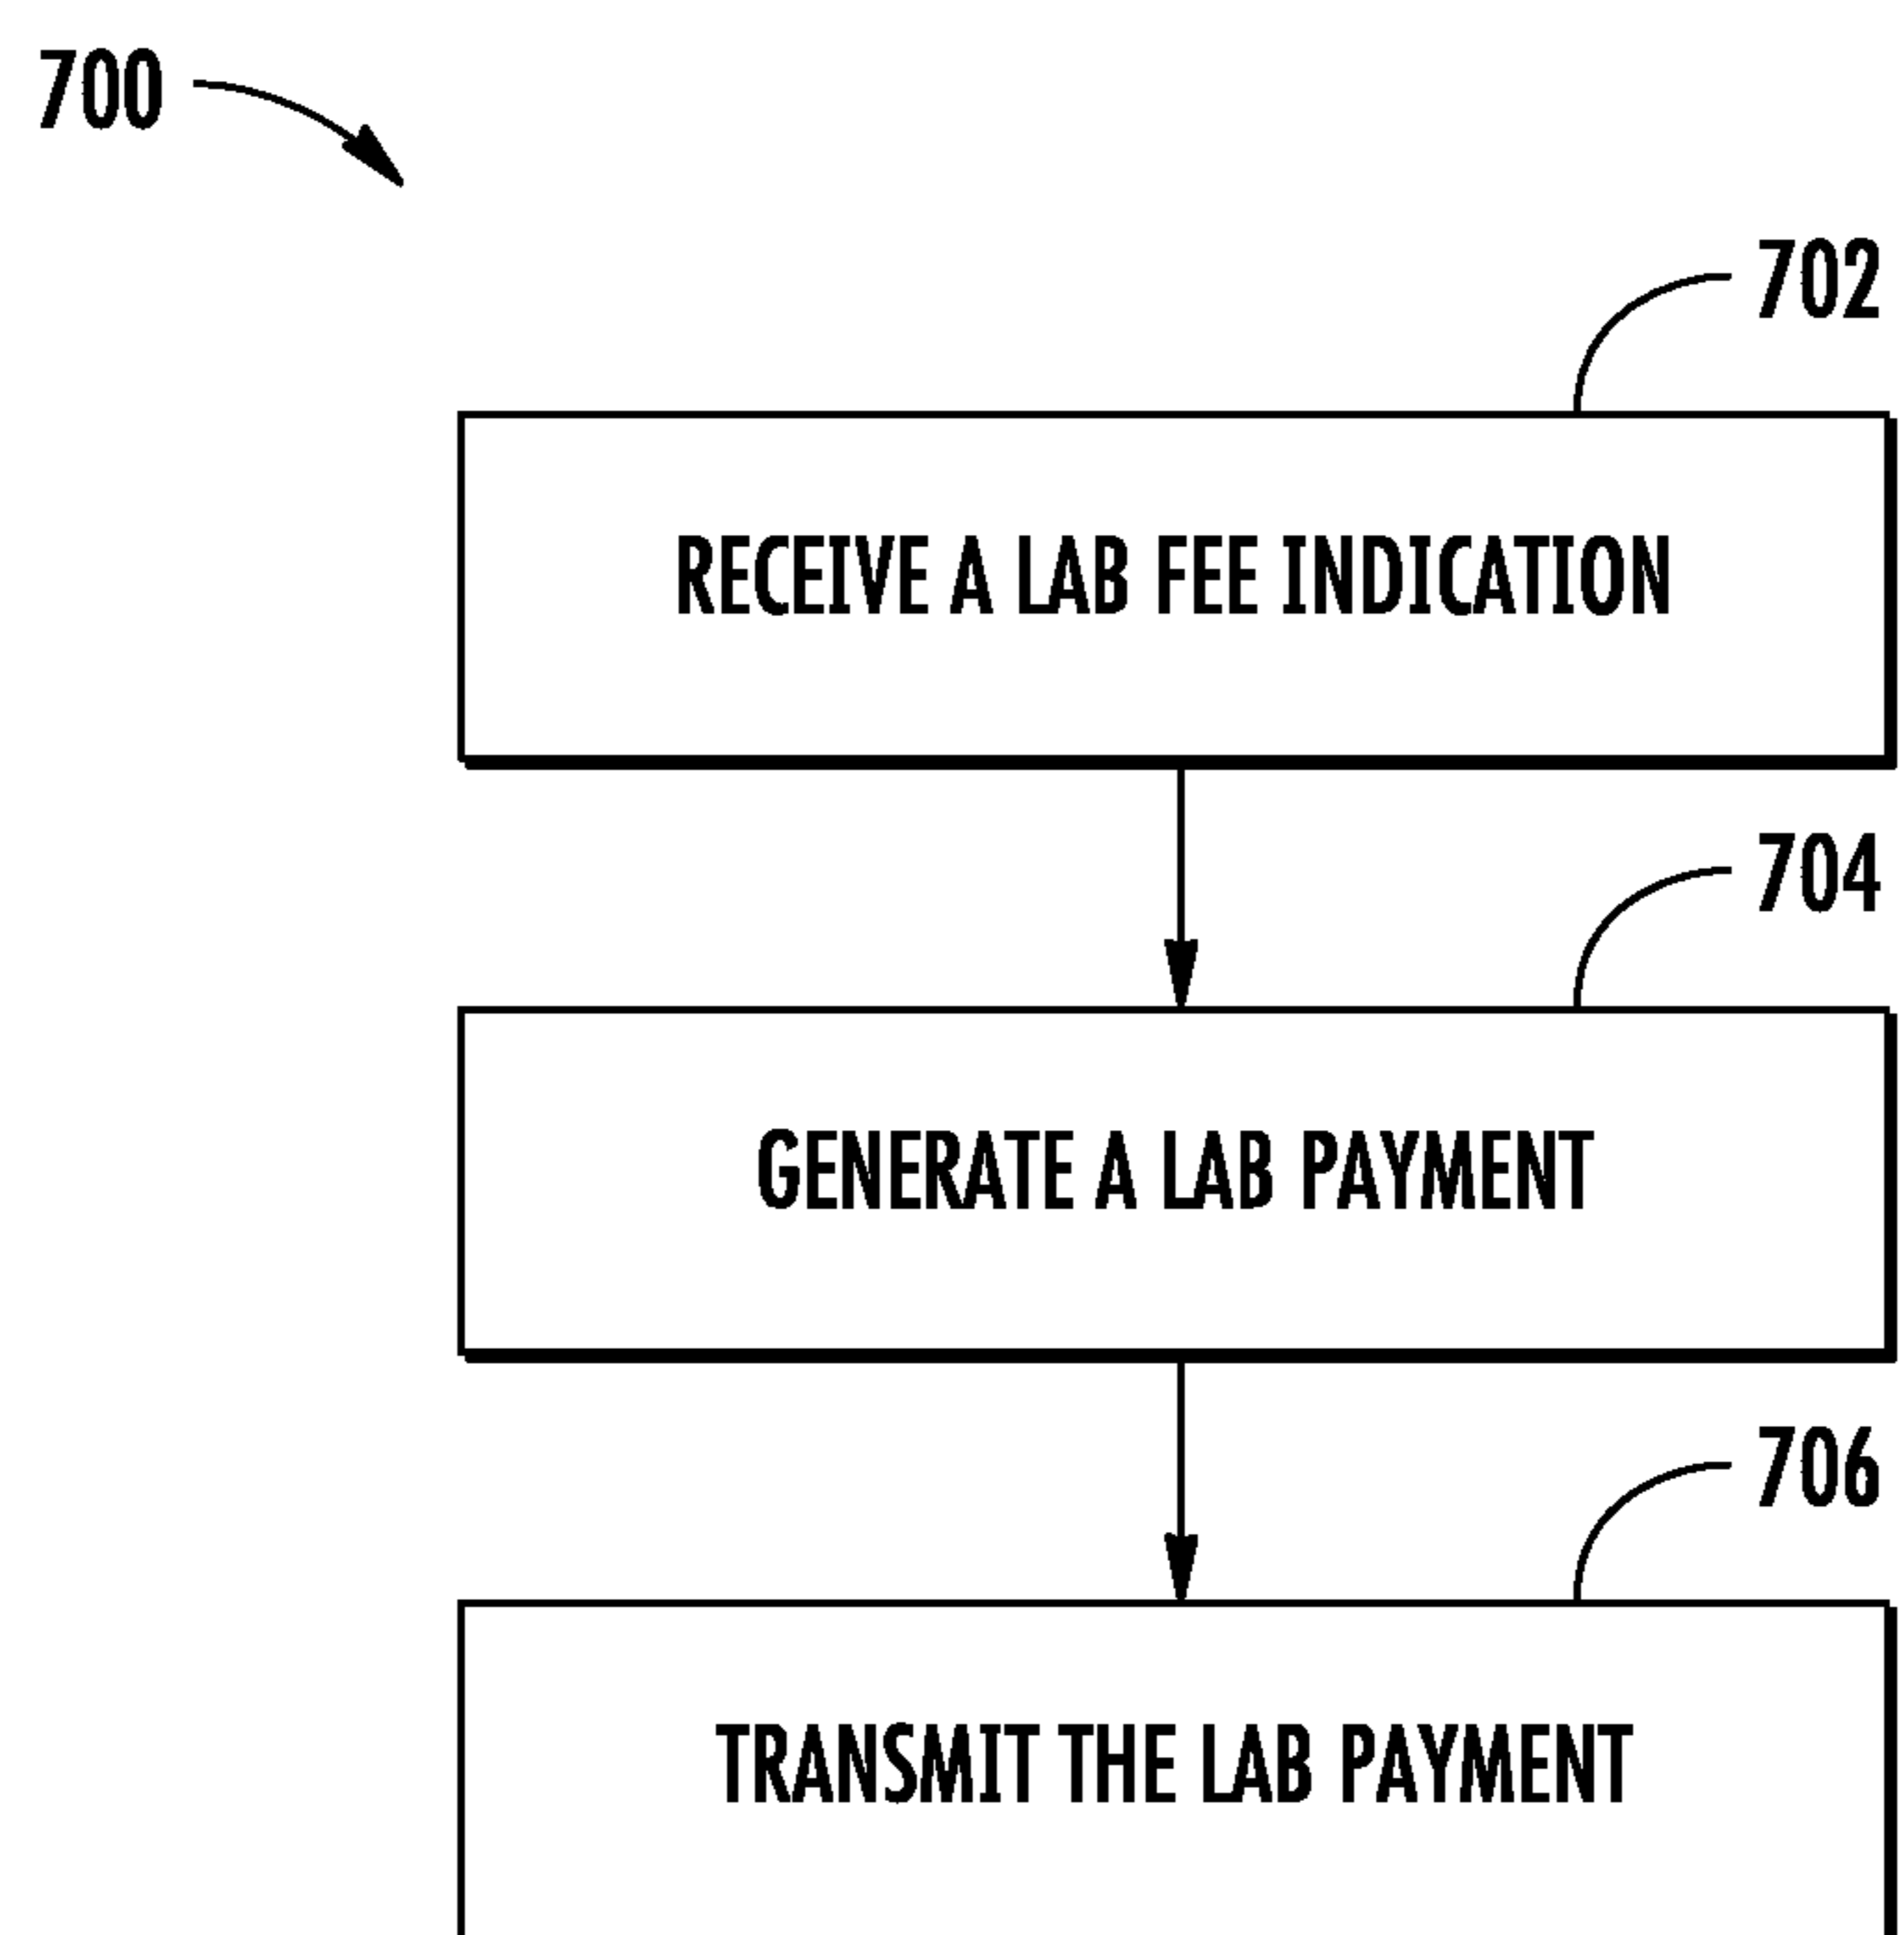 700
702
RECEIVE A LAB FEE INDICATION
704
GENERATE A LAB PAYMENT
706
TRANSMIT THE LAB PAYMENT